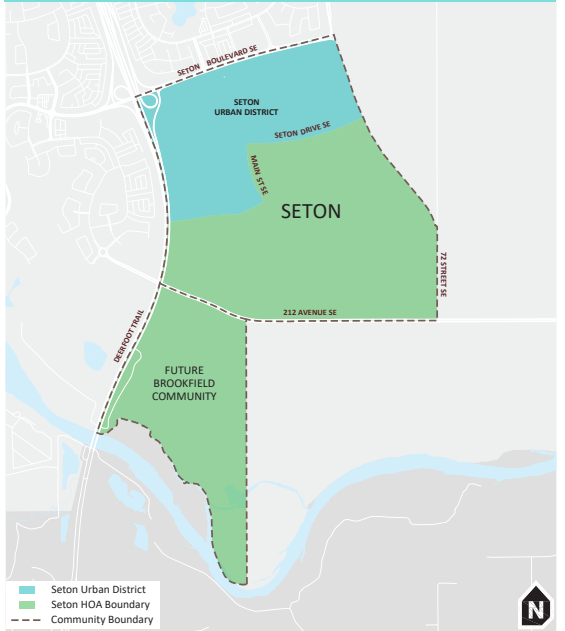 SETON BOULEVARD SE
SETON
URBAN DISTRICT
SETON DRIVE SE
MAIN ST SE
SETON
72 STREET SE
212 AVENUE SE
DEERFOOT TRAIL
FUTURE
BROOKFIELD
COMMUNITY
Seton Urban District
Seton HOA Boundary
Community Boundary
N